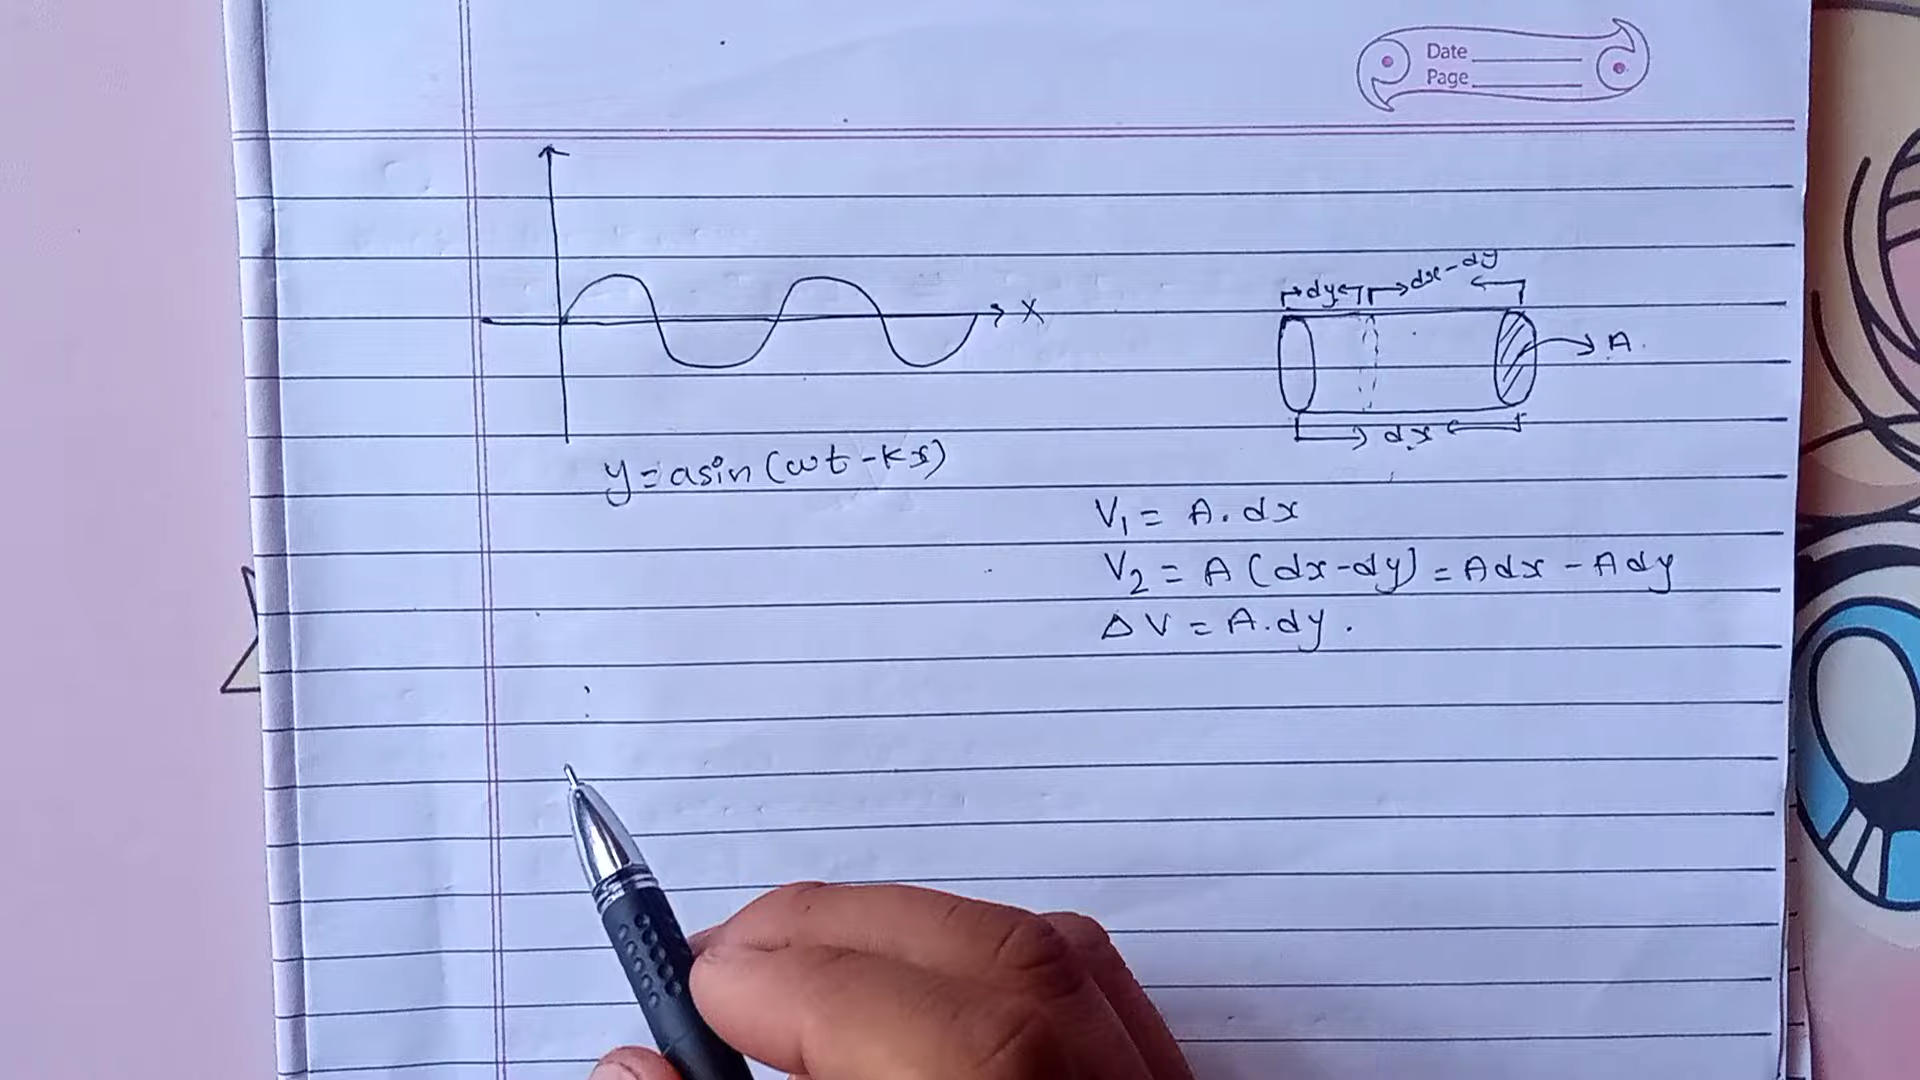 Date
Page
X
dy dx-dy
A.
dx
y=asin(ωt-kx)
V₁ = A.dx
V₂ = A(dx-dy) = Adx - Ady
ΔV = A.dy.